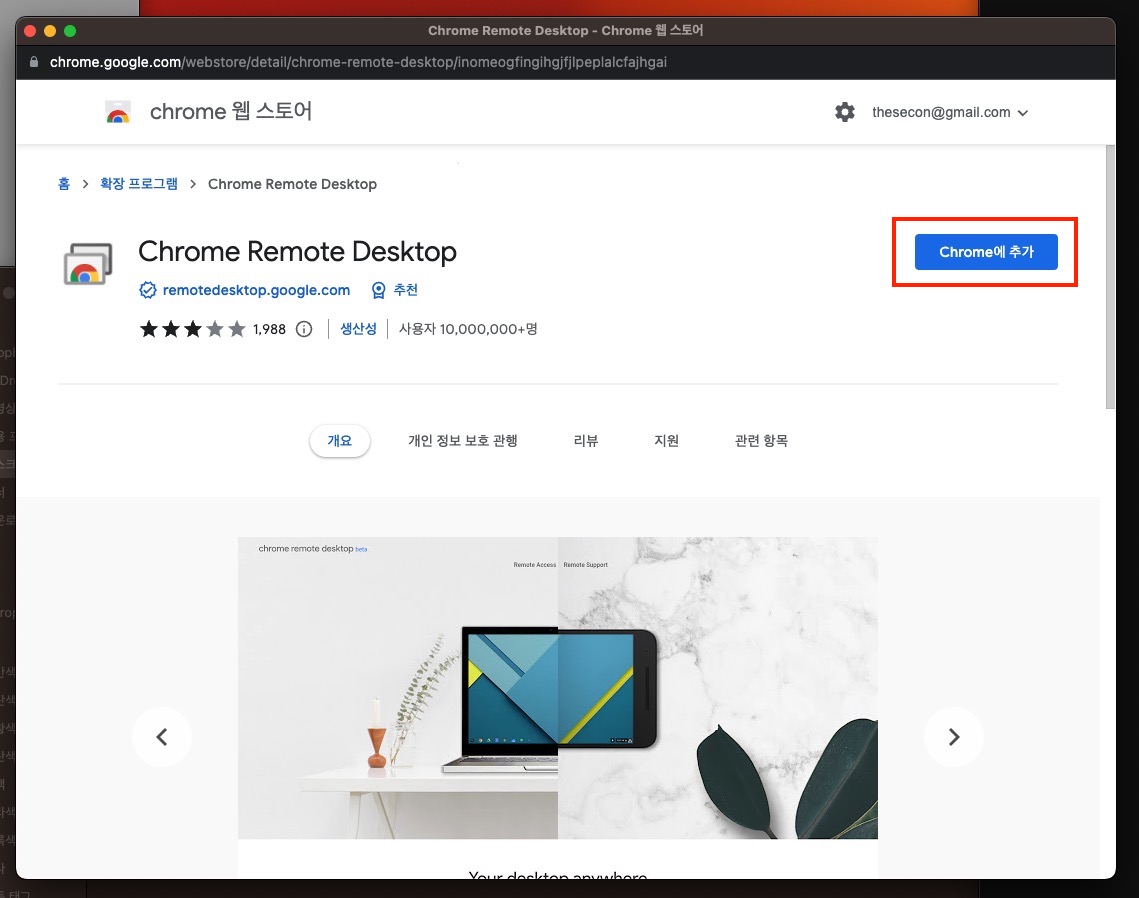 Chrome Remote Desktop - Chrome 웹 스토어
chrome.google.com/webstore/detail/chrome-remote-desktop/inomeogfingihgjfjlpeplalcfajhgai
chrome 웹 스토어
thesecon@gmail.com
홈 > 확장 프로그램 > Chrome Remote Desktop
Chrome Remote Desktop
Chrome에 추가
remotedesktop.google.com 추천
1,988 생산성 사용자 10,000,000+명
개요 개인 정보 보호 관행 리뷰 지원 관련 항목
chrome remote desktop beta
Remote Access Remote Support
Your desktop anywhere